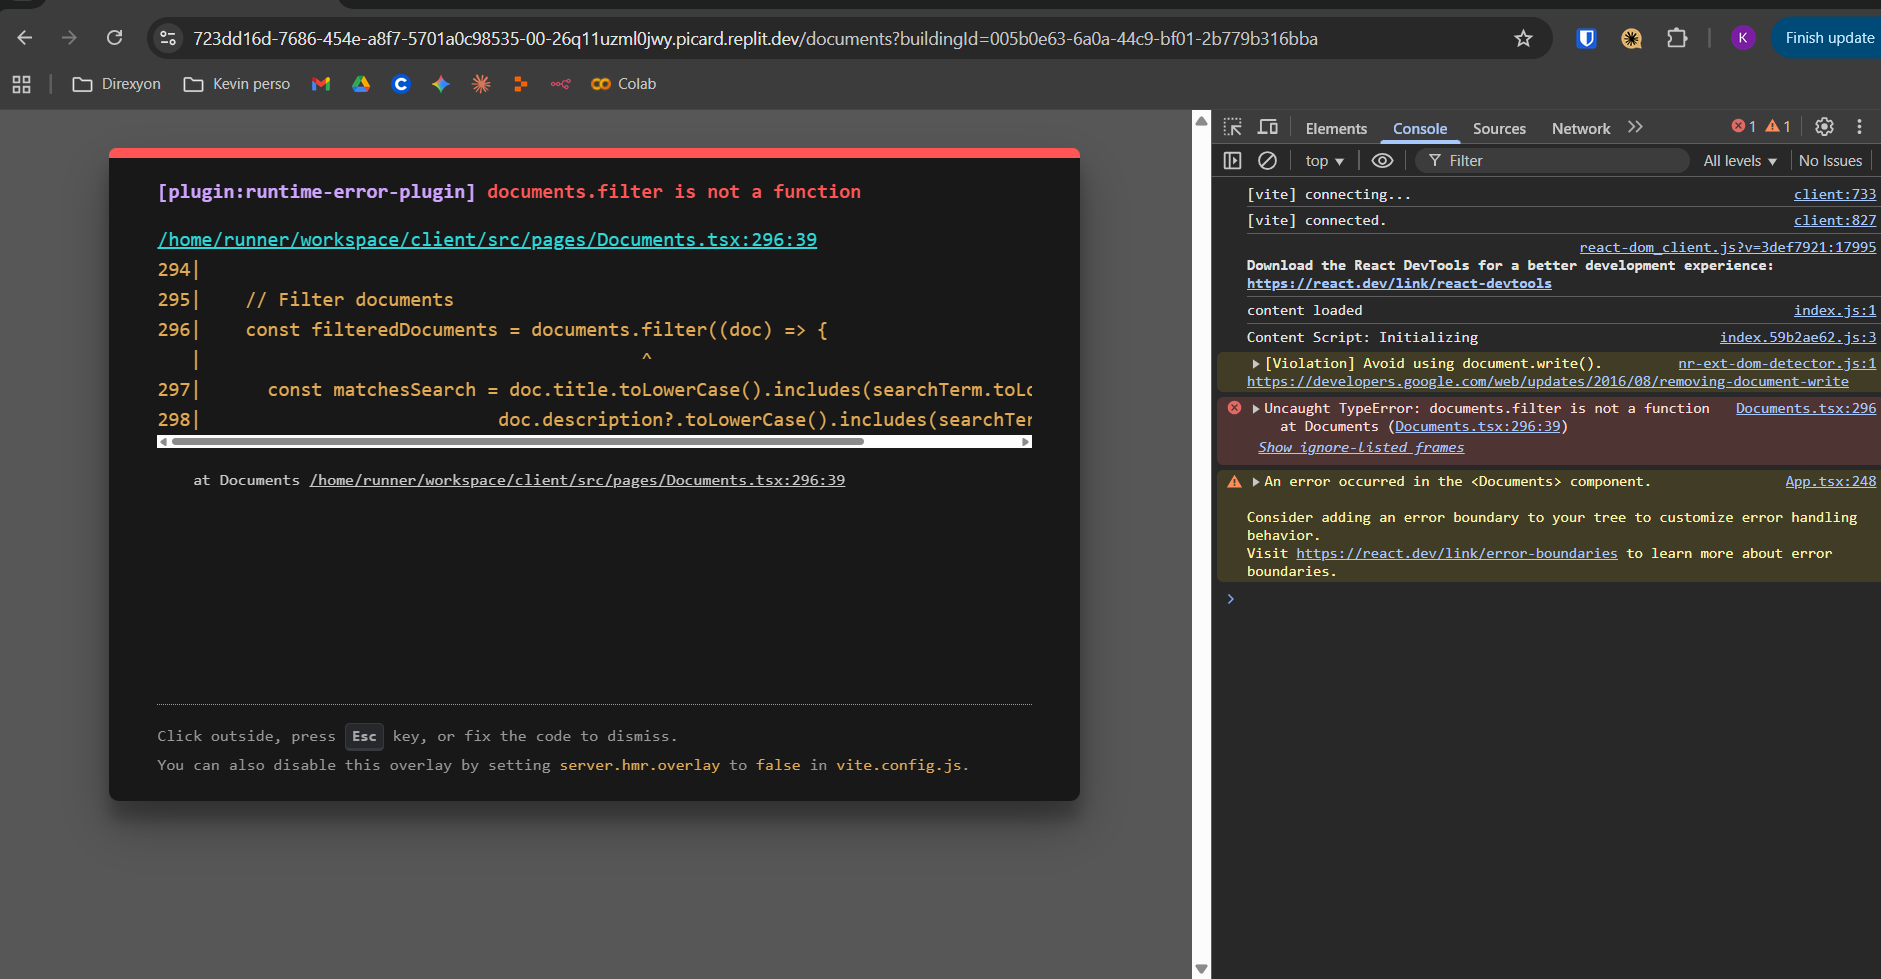 723dd16d-7686-454e-a8f7-5701a0c98535-00-26q11uzml0jwy.picard.replit.dev/documents?buildingId=005b0e63-6a0a-44c9-bf01-2b779b316bba
K
Finish update
Direxyon
Kevin perso
Colab
[plugin:runtime-error-plugin] documents.filter is not a function
/home/runner/workspace/client/src/pages/Documents.tsx:296:39
294|
295|    // Filter documents
296|    const filteredDocuments = documents.filter((doc) => {
   |                                        ^
297|      const matchesSearch = doc.title.toLowerCase().includes(searchTerm.toLo
298|                           doc.description?.toLowerCase().includes(searchTer
at Documents /home/runner/workspace/client/src/pages/Documents.tsx:296:39
Click outside, press Esc key, or fix the code to dismiss.
You can also disable this overlay by setting server.hmr.overlay to false in vite.config.js.
Elements
Console
Sources
Network
1
1
top
Filter
All levels
No Issues
[vite] connecting... client:733
[vite] connected. client:827
react-dom_client.js?v=3def7921:17995
Download the React DevTools for a better development experience:
https://react.dev/link/react-devtools
content loaded index.js:1
Content Script: Initializing index.59b2ae62.js:3
[Violation] Avoid using document.write(). nr-ext-dom-detector.js:1
https://developers.google.com/web/updates/2016/08/removing-document-write
Uncaught TypeError: documents.filter is not a function Documents.tsx:296
at Documents (Documents.tsx:296:39)
Show ignore-listed frames
An error occurred in the <Documents> component. App.tsx:248
Consider adding an error boundary to your tree to customize error handling
behavior.
Visit https://react.dev/link/error-boundaries to learn more about error
boundaries.